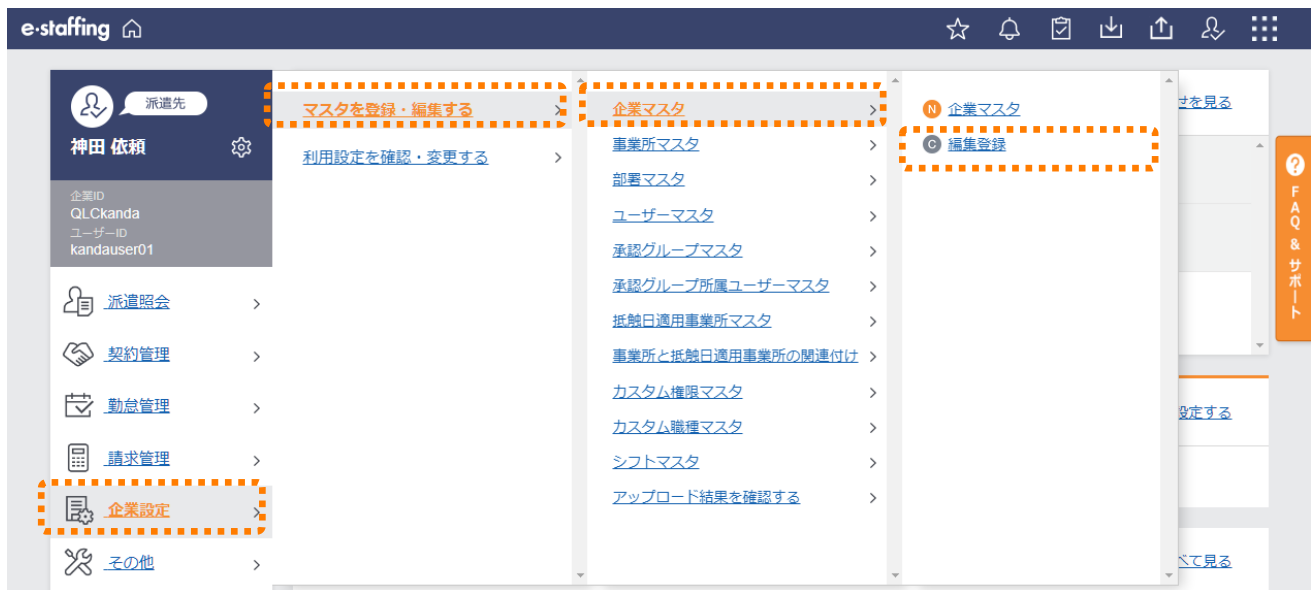 e-staffing
派遣先
神田 依頼
企業ID
QLCkanda
ユーザーID
kandauser01
派遣照会
契約管理
勤怠管理
請求管理
企業設定
その他
マスタを登録・編集する
利用設定を確認・変更する
企業マスタ
事業所マスタ
部署マスタ
ユーザーマスタ
承認グループマスタ
承認グループ所属ユーザーマスタ
抵触日適用事業所マスタ
事業所と抵触日適用事業所の関連付け
カスタム権限マスタ
カスタム職種マスタ
シフトマスタ
アップロード結果を確認する
N 企業マスタ
C 編集登録
せを見る
設定する
べて見る
? FAQ & サポート